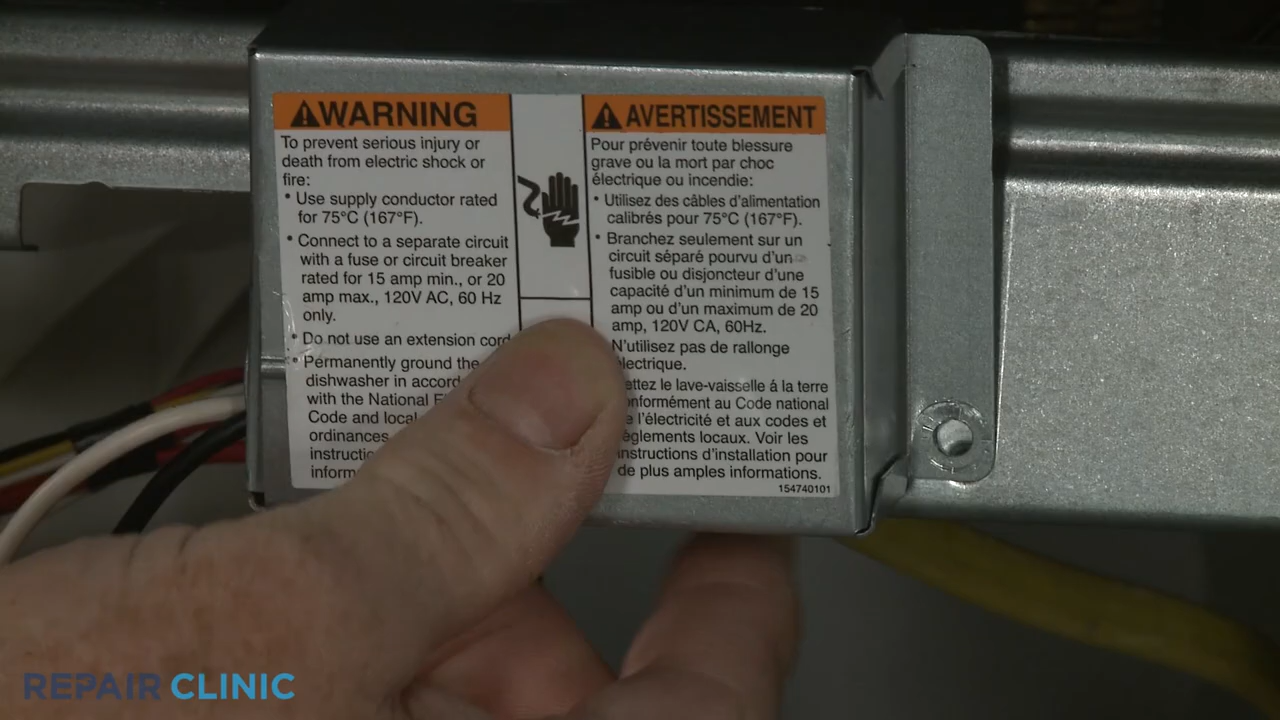 WARNING
To prevent serious injury or
death from electric shock or
fire:
• Use supply conductor rated
for 75°C (167°F).
• Connect to a separate circuit
with a fuse or circuit breaker
rated for 15 amp min., or 20
amp max., 120V AC, 60 Hz
only.
• Do not use an extension cord
• Permanently ground the
dishwasher in
with the National
Code and local
ordinances
AVERTISSEMENT
Pour prévenir toute blessure
grave ou la mort par choc
électrique ou incendie:
• Utilisez des câbles d'alimentation
calibrés pour 75°C (167°F).
• Branchez seulement sur un
circuit séparé pourvu d'un
fusible ou disjoncteur d'une
capacité d'un minimum de 15
amp ou d'un maximum de 20
amp, 120V CA, 60Hz.
N'utilisez pas de rallonge
électrique.
le lave-vaisselle á la terre
conformément au Code national
l'électricité et aux codes et
règlements locaux. Voir les
instructions d'installation pour
de plus amples informations.
154740101
REPAIR CLINIC